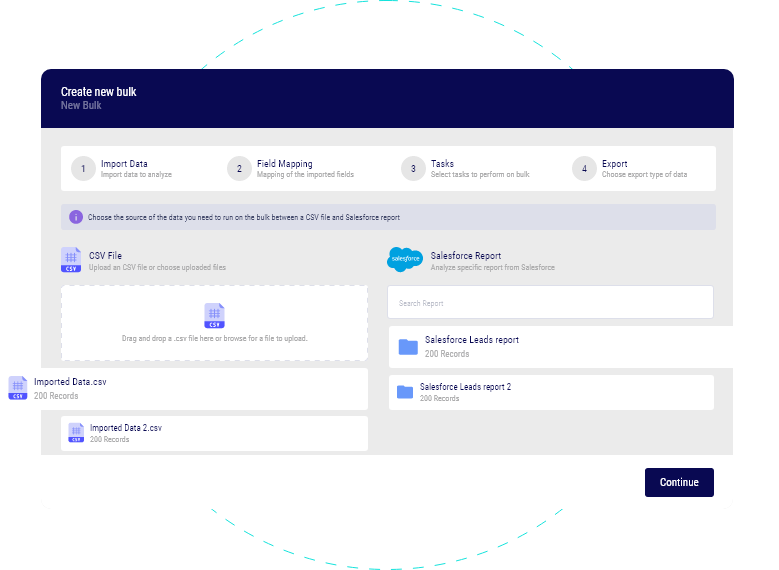 Create new bulk
New Bulk
1
Import Data
Import data to analyze
2
Field Mapping
Mapping of the imported fields
3
Tasks
Select tasks to perform on bulk
4
Export
Choose export type of data
i
Choose the source of the data you need to run on the bulk between a CSV file and Salesforce report
CSV
CSV File
Upload an CSV file or choose uploaded files
salesforce
Salesforce Report
Analyze specific report from Salesforce
CSV
Drag and drop a .csv file here or browse for a file to upload.
Search Report
Salesforce Leads report
200 Records
CSV
Imported Data.csv
200 Records
Salesforce Leads report 2
200 Records
CSV
Imported Data 2.csv
200 Records
Continue